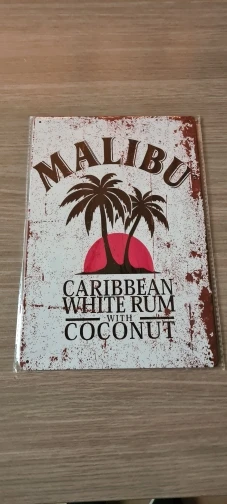 MALIBU
CARIBBEAN
WHITE RUM
WITH
COCONUT